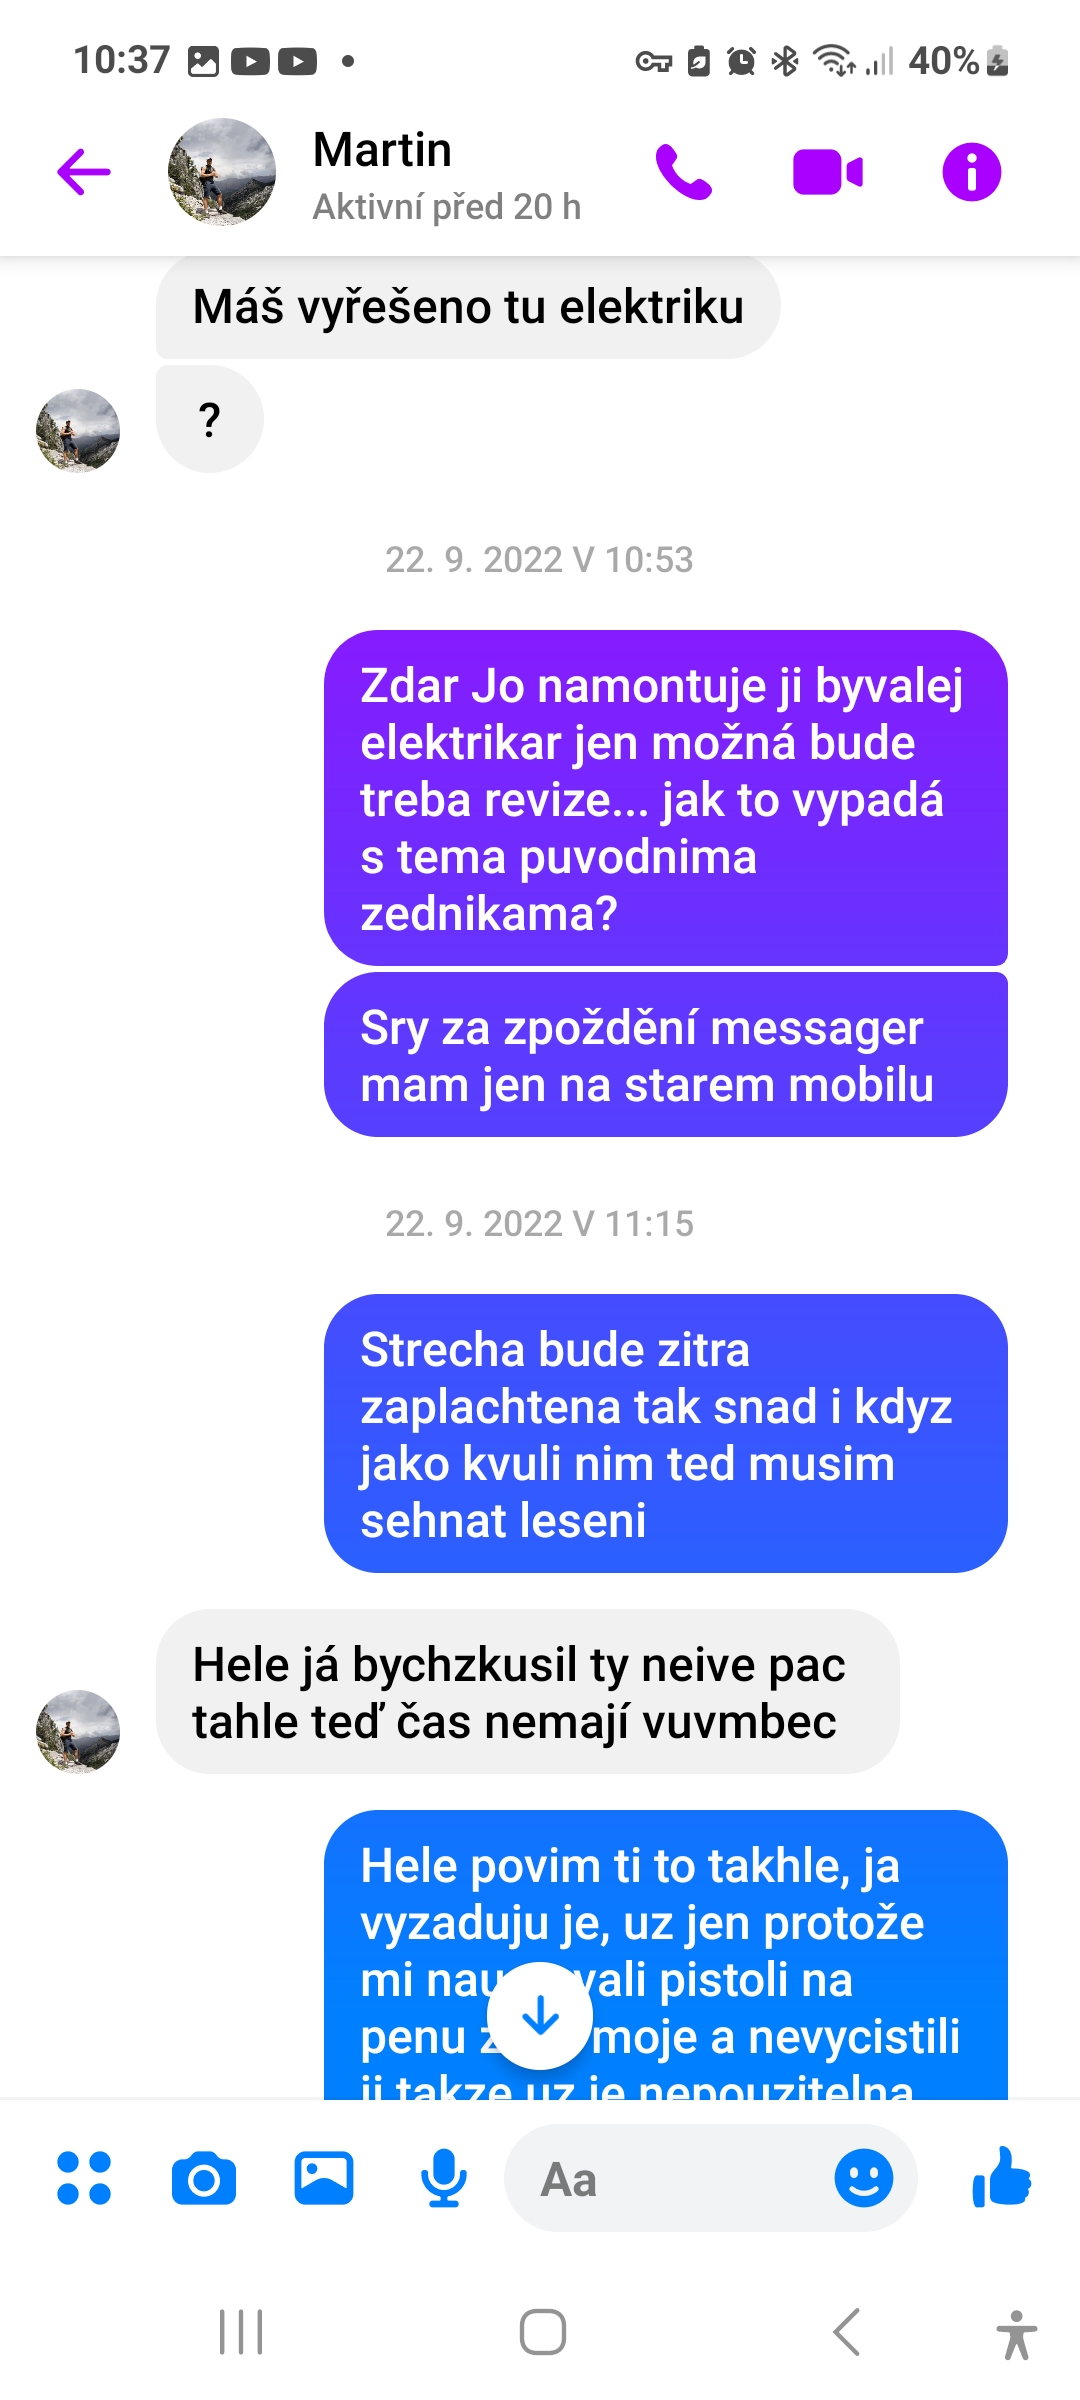 10:37
40%
Martin
Aktivní před 20 h
Máš vyřešeno tu elektriku
?
22. 9. 2022 V 10:53
Zdar Jo namontuje ji byvalej
elektrikar jen možná bude
treba revize... jak to vypadá
s tema puvodnima
zednikama?
Sry za zpoždění messager
mam jen na starem mobilu
22. 9. 2022 V 11:15
Strecha bude zitra
zaplachtena tak snad i kdyz
jako kvuli nim ted musim
sehnat leseni
Hele já bychzkusil ty neive pac
tahle teď čas nemají vuvmbec
Hele povim ti to takhle, ja
vyzaduju je, uz jen protože
mi pistoli na
penu moje a nevycistili
ji takze uz je nepouzitelna
Aa